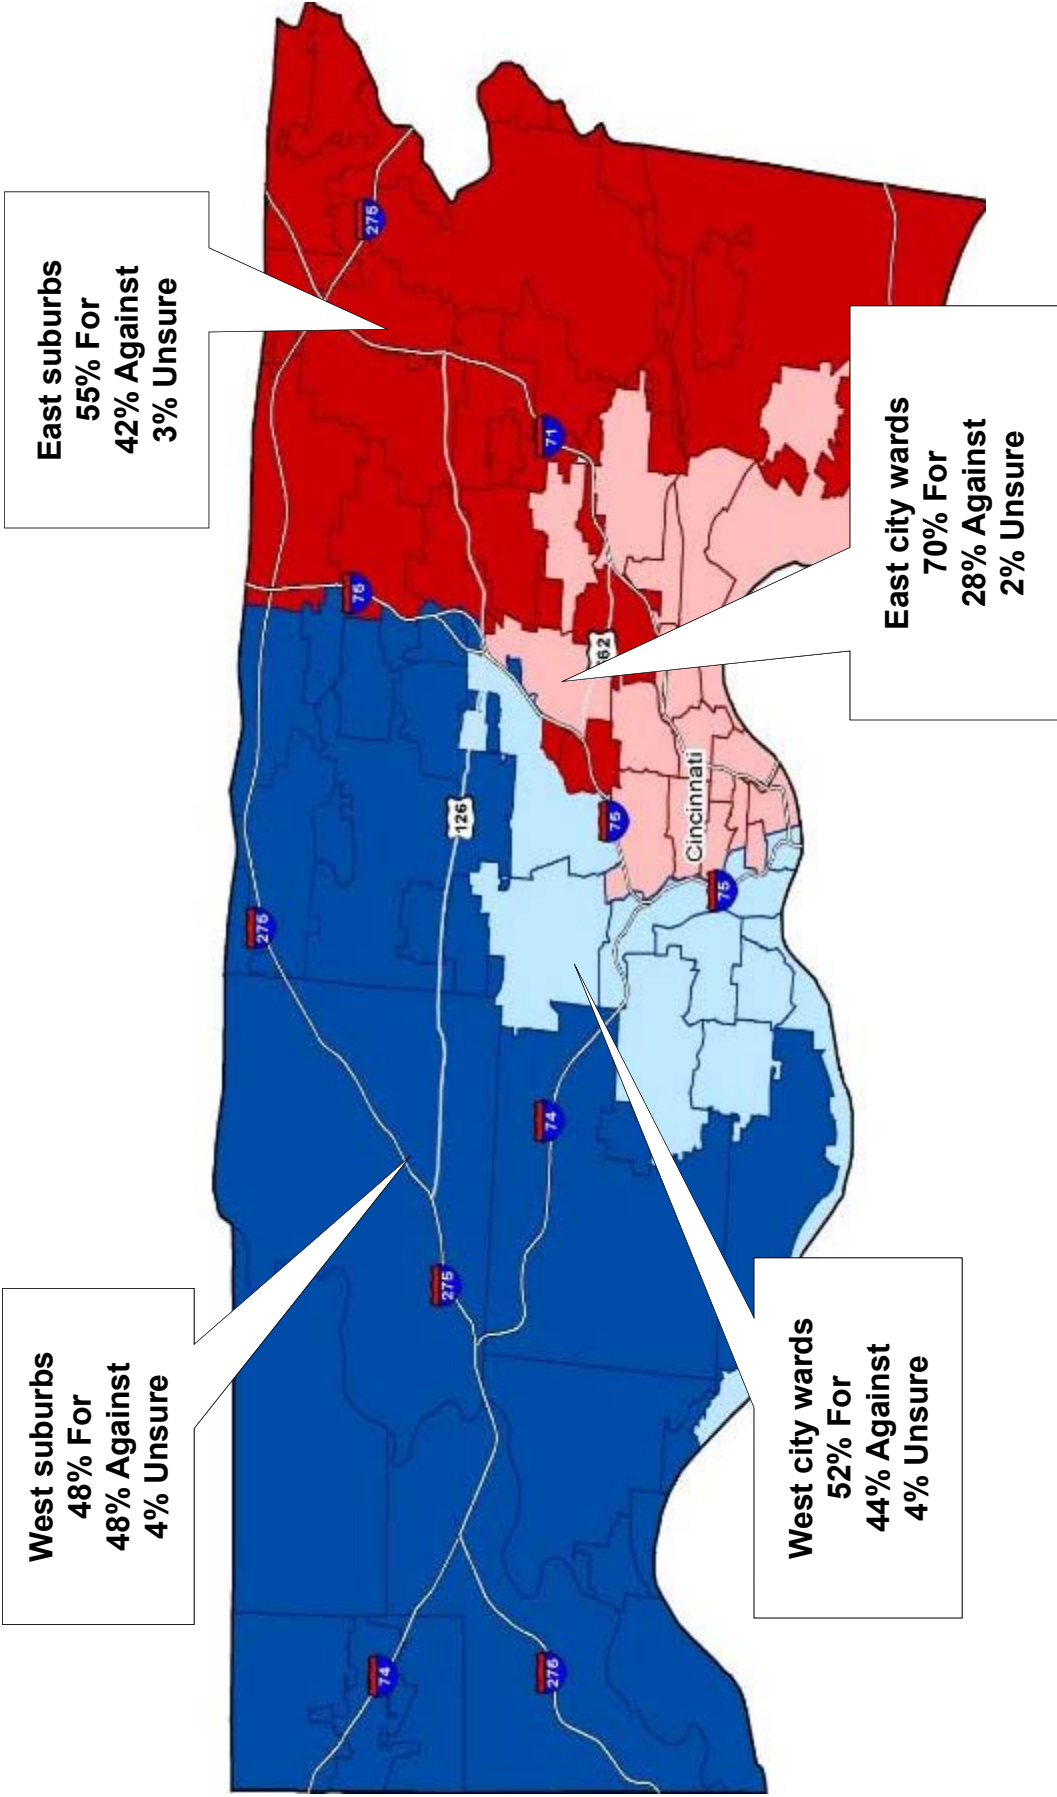 West suburbs
48% For
48% Against
4% Unsure
East suburbs
55% For
42% Against
3% Unsure
West city wards
52% For
44% Against
4% Unsure
East city wards
70% For
28% Against
2% Unsure
Cincinnati
74
275
275
275
74
126
75
75
75
71
275